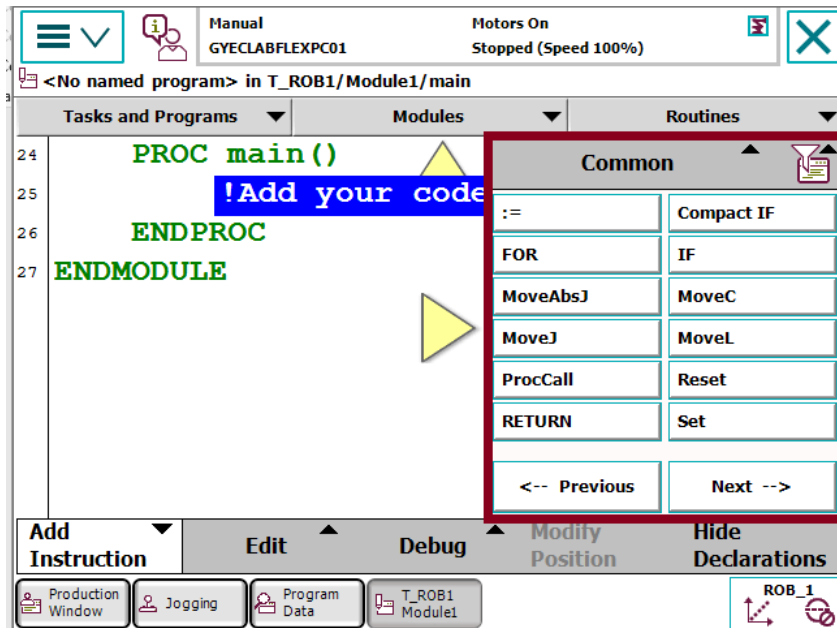 Manual
Motors On
GYECLABFLEXPC01
Stopped (Speed 100%)
<No named program> in T_ROB1/Module1/main
Tasks and Programs
Modules
Routines
24 PROC main()
25 !Add your code
26 ENDPROC
27 ENDMODULE
Common
:=
Compact IF
FOR
IF
MoveAbsJ
MoveC
MoveJ
MoveL
ProcCall
Reset
RETURN
Set
<-- Previous
Next -->
Add
Instruction
Edit
Debug
Modify
Position
Hide
Declarations
Production
Window
Jogging
Program
Data
T_ROB1
Module1
ROB_1